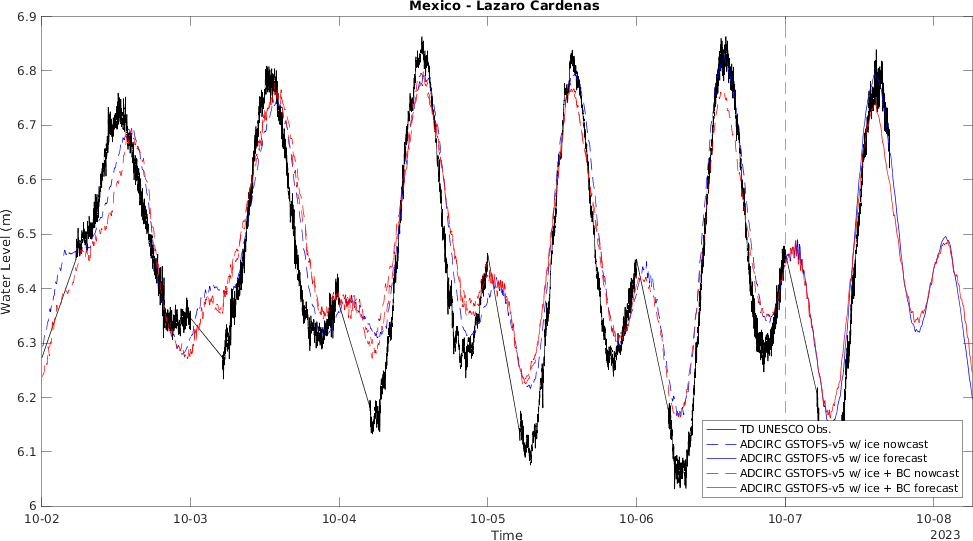 Mexico - Lazaro Cardenas
6.9
6.8
6.7
6.6
6.5
6.4
6.3
6.2
6.1
6
Water Level (m)
10-02
10-03
10-04
10-05
10-06
10-07
10-08
Time
2023
TD UNESCO Obs.
ADCIRC GSTOFS-v5 w/ ice nowcast
ADCIRC GSTOFS-v5 w/ ice forecast
ADCIRC GSTOFS-v5 w/ ice + BC nowcast
ADCIRC GSTOFS-v5 w/ ice + BC forecast